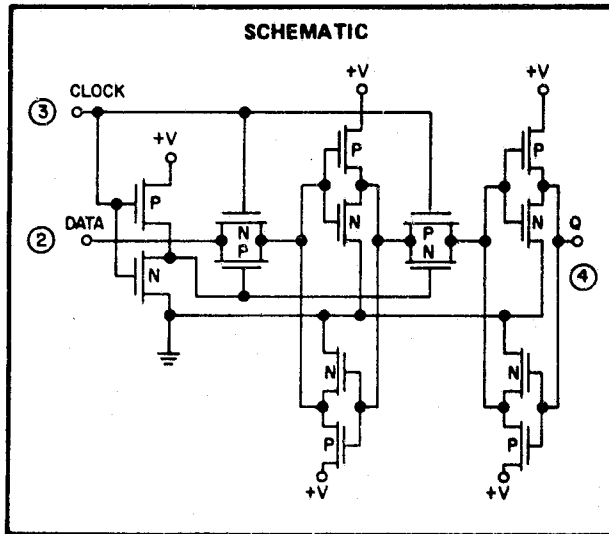 SCHEMATIC
+V +V
3 CLOCK
+V
P P
P
N N
2 DATA N P Q
P N
N 4
N N
P P
+V +V